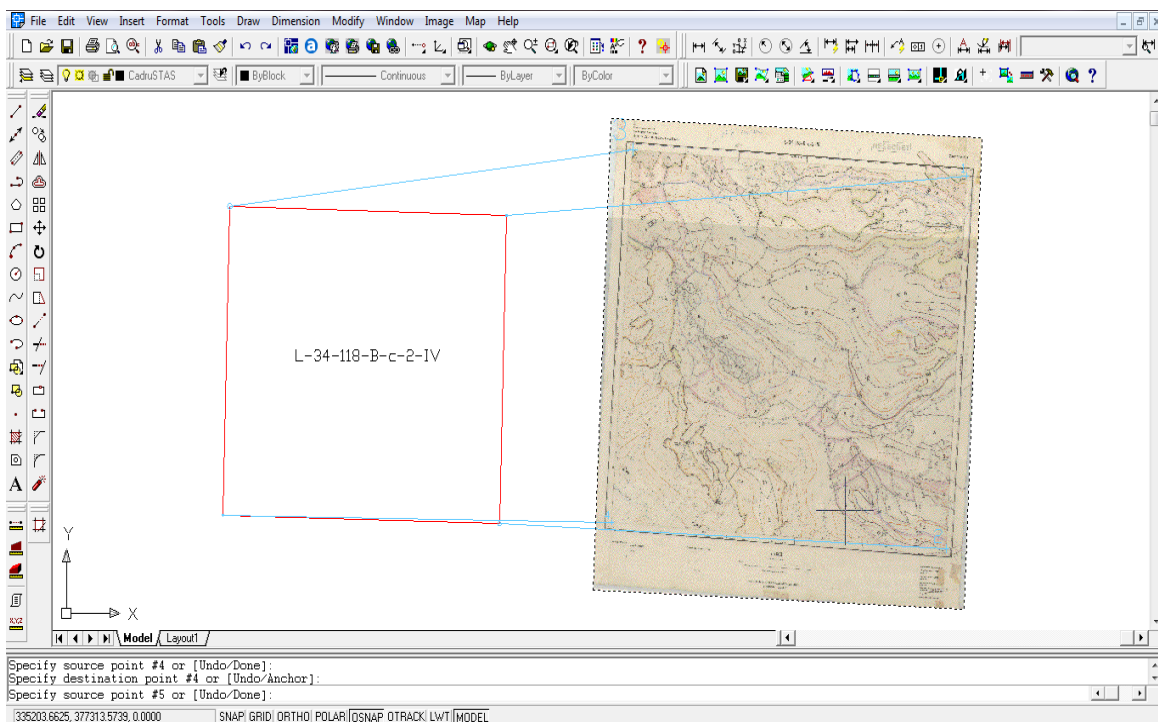 File Edit View Insert Format Tools Draw Dimension Modify Window Image Map Help
CadruSTAS ByBlock Continuous ByLayer ByColor
L-34-118-B-c-2-IV
Y
X
Model Layout1
Specify source point #4 or [Undo/Done]:
Specify destination point #4 or [Undo/Anchor]:
Specify source point #5 or [Undo/Done]:
335203.6625, 377313.5739, 0.0000 SNAP GRID ORTHO POLAR OSNAP OTRACK LWT MODEL